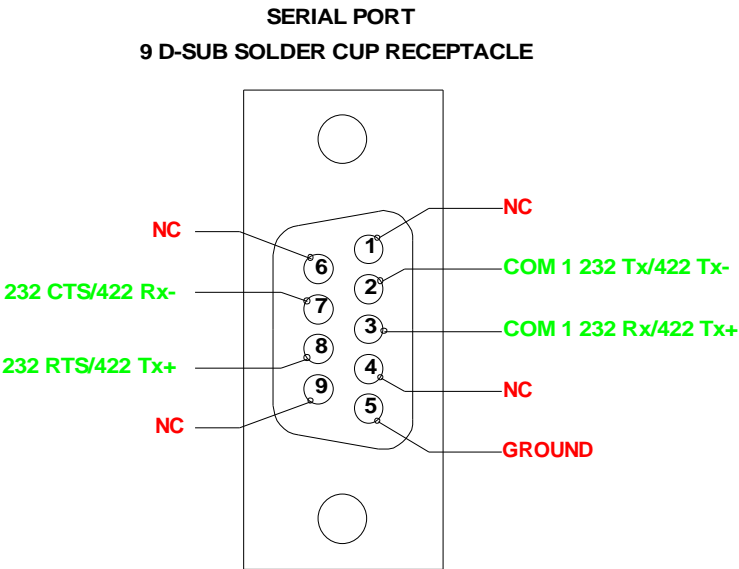 SERIAL PORT
9 D-SUB SOLDER CUP RECEPTACLE
NC
NC
1
6
COM 1 232 Tx/422 Tx-
2
232 CTS/422 Rx-
7
COM 1 232 Rx/422 Tx+
3
8
232 RTS/422 Tx+
4
9
NC
5
NC
GROUND